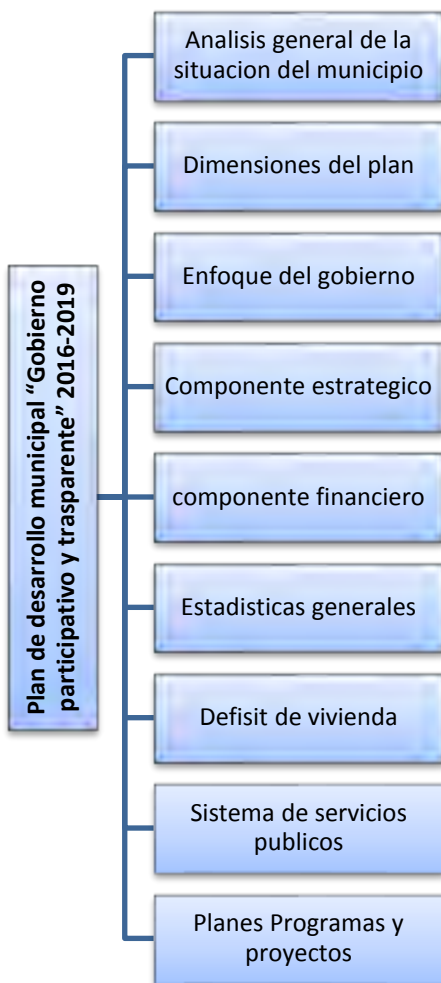 Plan de desarrollo municipal “Gobierno
participativo y trasparente” 2016-2019
Analisis general de la
situacion del municipio
Dimensiones del plan
Enfoque del gobierno
Componente estrategico
componente financiero
Estadisticas generales
Defisit de vivienda
Sistema de servicios
publicos
Planes Programas y
proyectos